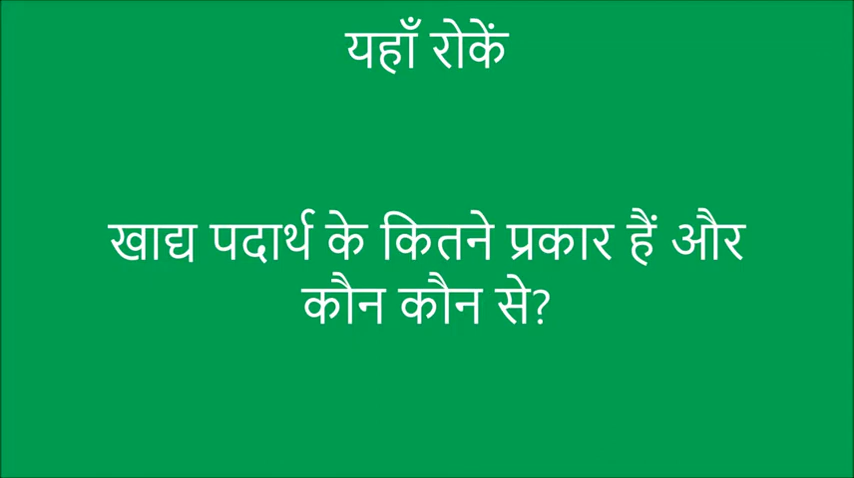 यहाँ रोकें
खाद्य पदार्थ के कितने प्रकार हैं और
कौन कौन से?